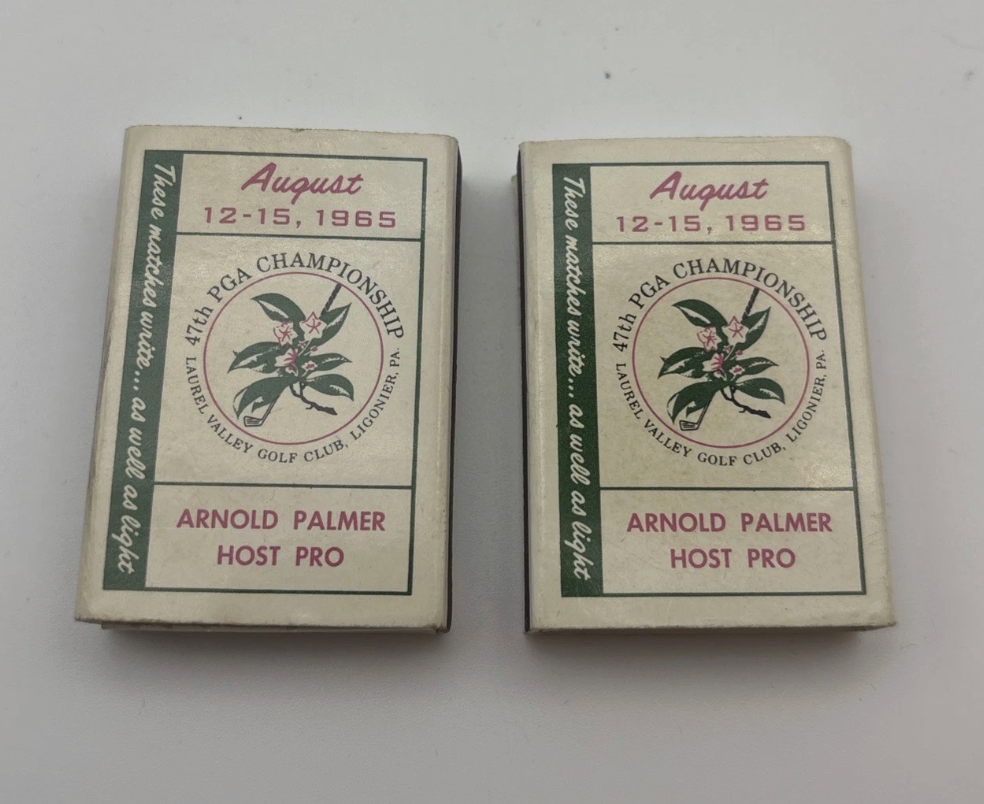 These matches write... as well as light
August
12-15, 1965
47th PGA CHAMPIONSHIP
LAUREL VALLEY GOLF CLUB, LIGONIER, PA.
ARNOLD PALMER
HOST PRO
These matches write... as well as light
August
12-15, 1965
47th PGA CHAMPIONSHIP
LAUREL VALLEY GOLF CLUB, LIGONIER, PA.
ARNOLD PALMER
HOST PRO